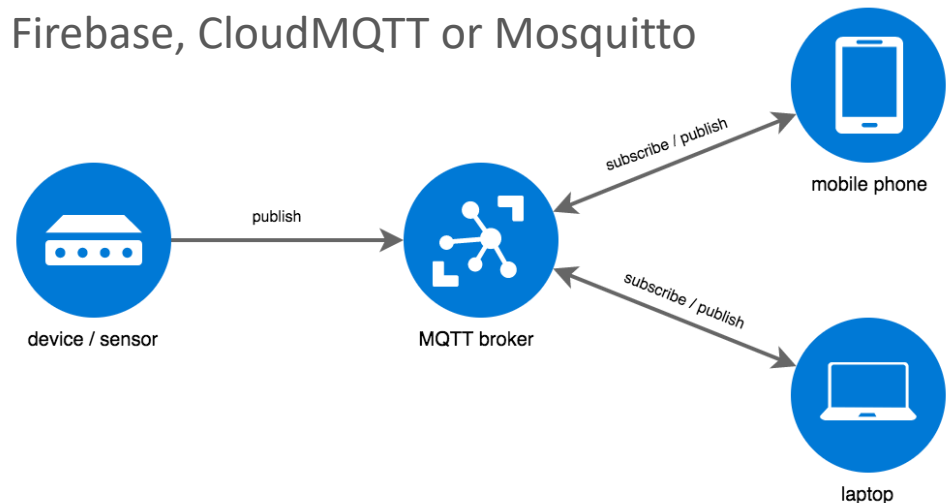 Firebase, CloudMQTT or Mosquitto
subscribe / publish
mobile phone
publish
device / sensor
MQTT broker
subscribe / publish
laptop